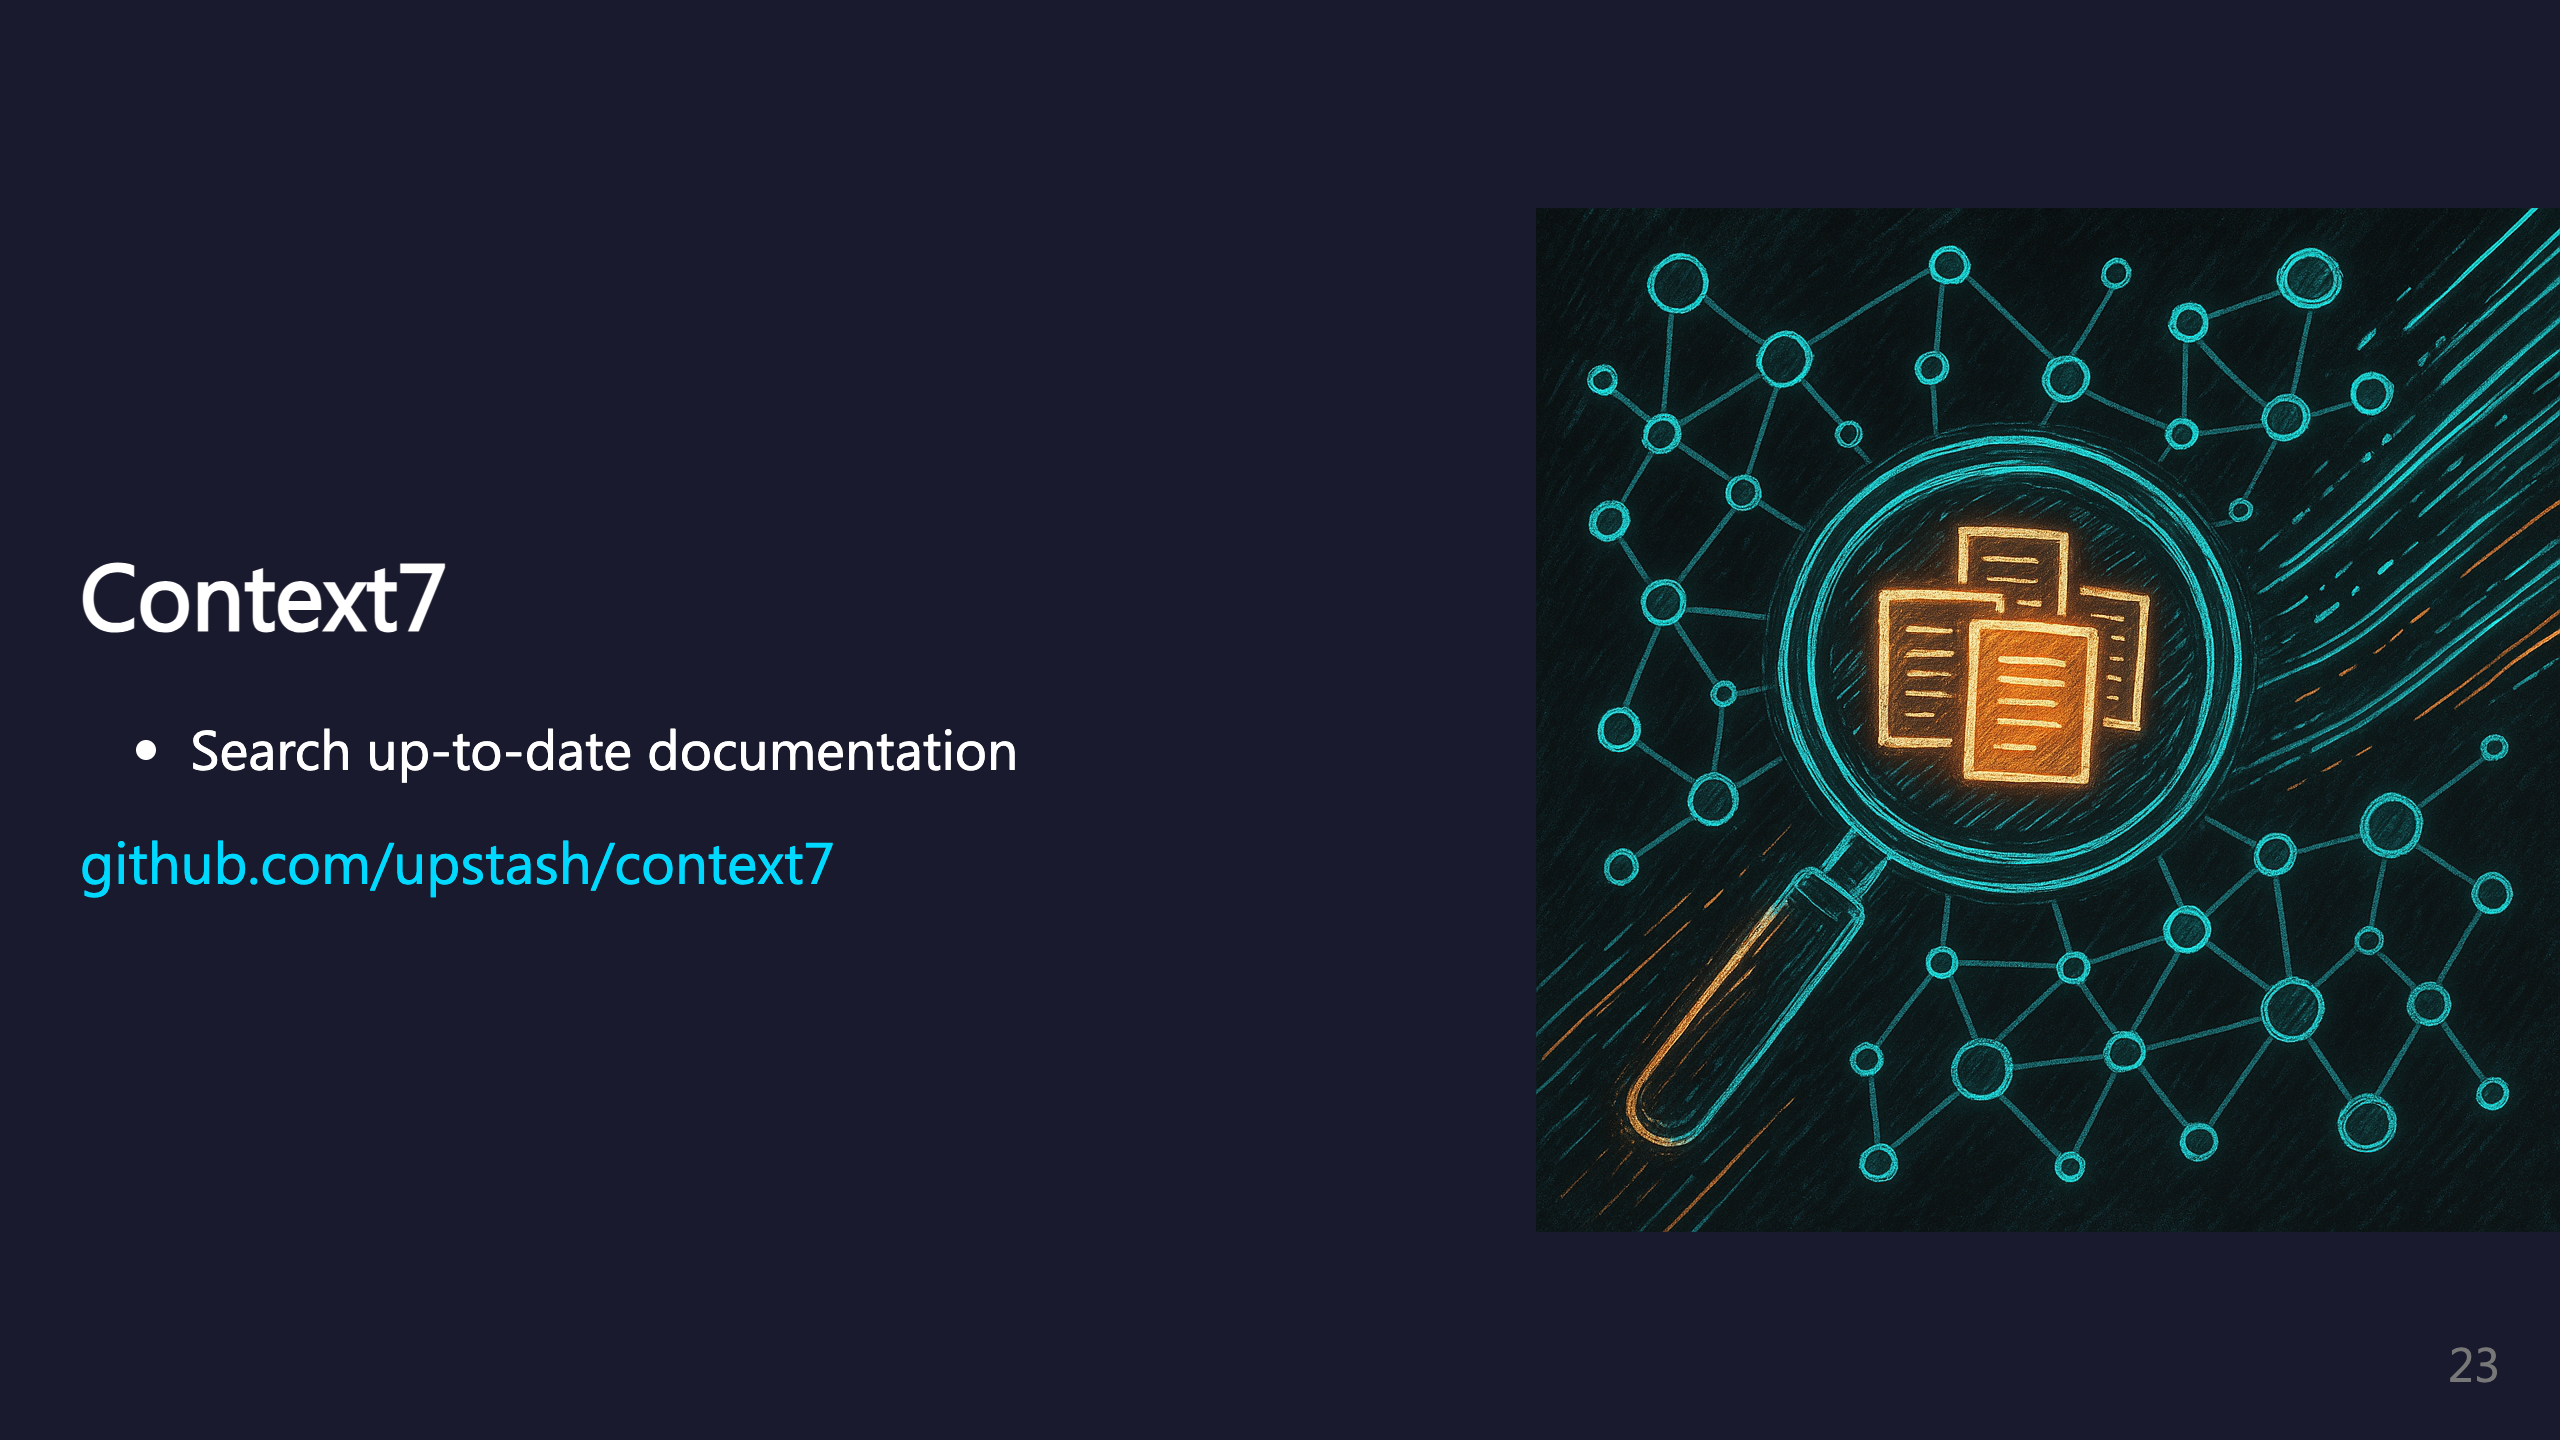 Context7
• Search up-to-date documentation
github.com/upstash/context7
23